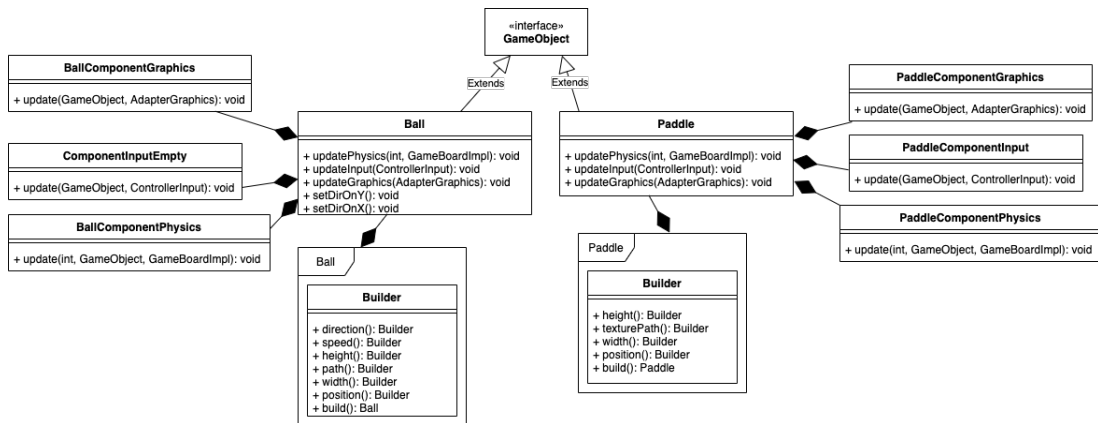 «interface»
GameObject
Extends
Extends
BallComponentGraphics
+ update(GameObject, AdapterGraphics): void
ComponentInputEmpty
+ update(GameObject, ControllerInput): void
BallComponentPhysics
+ update(int, GameObject, GameBoardImpl): void
Ball
+ updatePhysics(int, GameBoardImpl): void
+ updateInput(ControllerInput): void
+ updateGraphics(AdapterGraphics): void
+ setDirOnY(): void
+ setDirOnX(): void
Paddle
+ updatePhysics(int, GameBoardImpl): void
+ updateInput(ControllerInput): void
+ updateGraphics(AdapterGraphics): void
PaddleComponentGraphics
+ update(GameObject, AdapterGraphics): void
PaddleComponentInput
+ update(GameObject, ControllerInput): void
PaddleComponentPhysics
+ update(int, GameObject, GameBoardImpl): void
Ball
Builder
+ direction(): Builder
+ speed(): Builder
+ height(): Builder
+ path(): Builder
+ width(): Builder
+ position(): Builder
+ build(): Ball
Paddle
Builder
+ height(): Builder
+ texturePath(): Builder
+ width(): Builder
+ position(): Builder
+ build(): Paddle